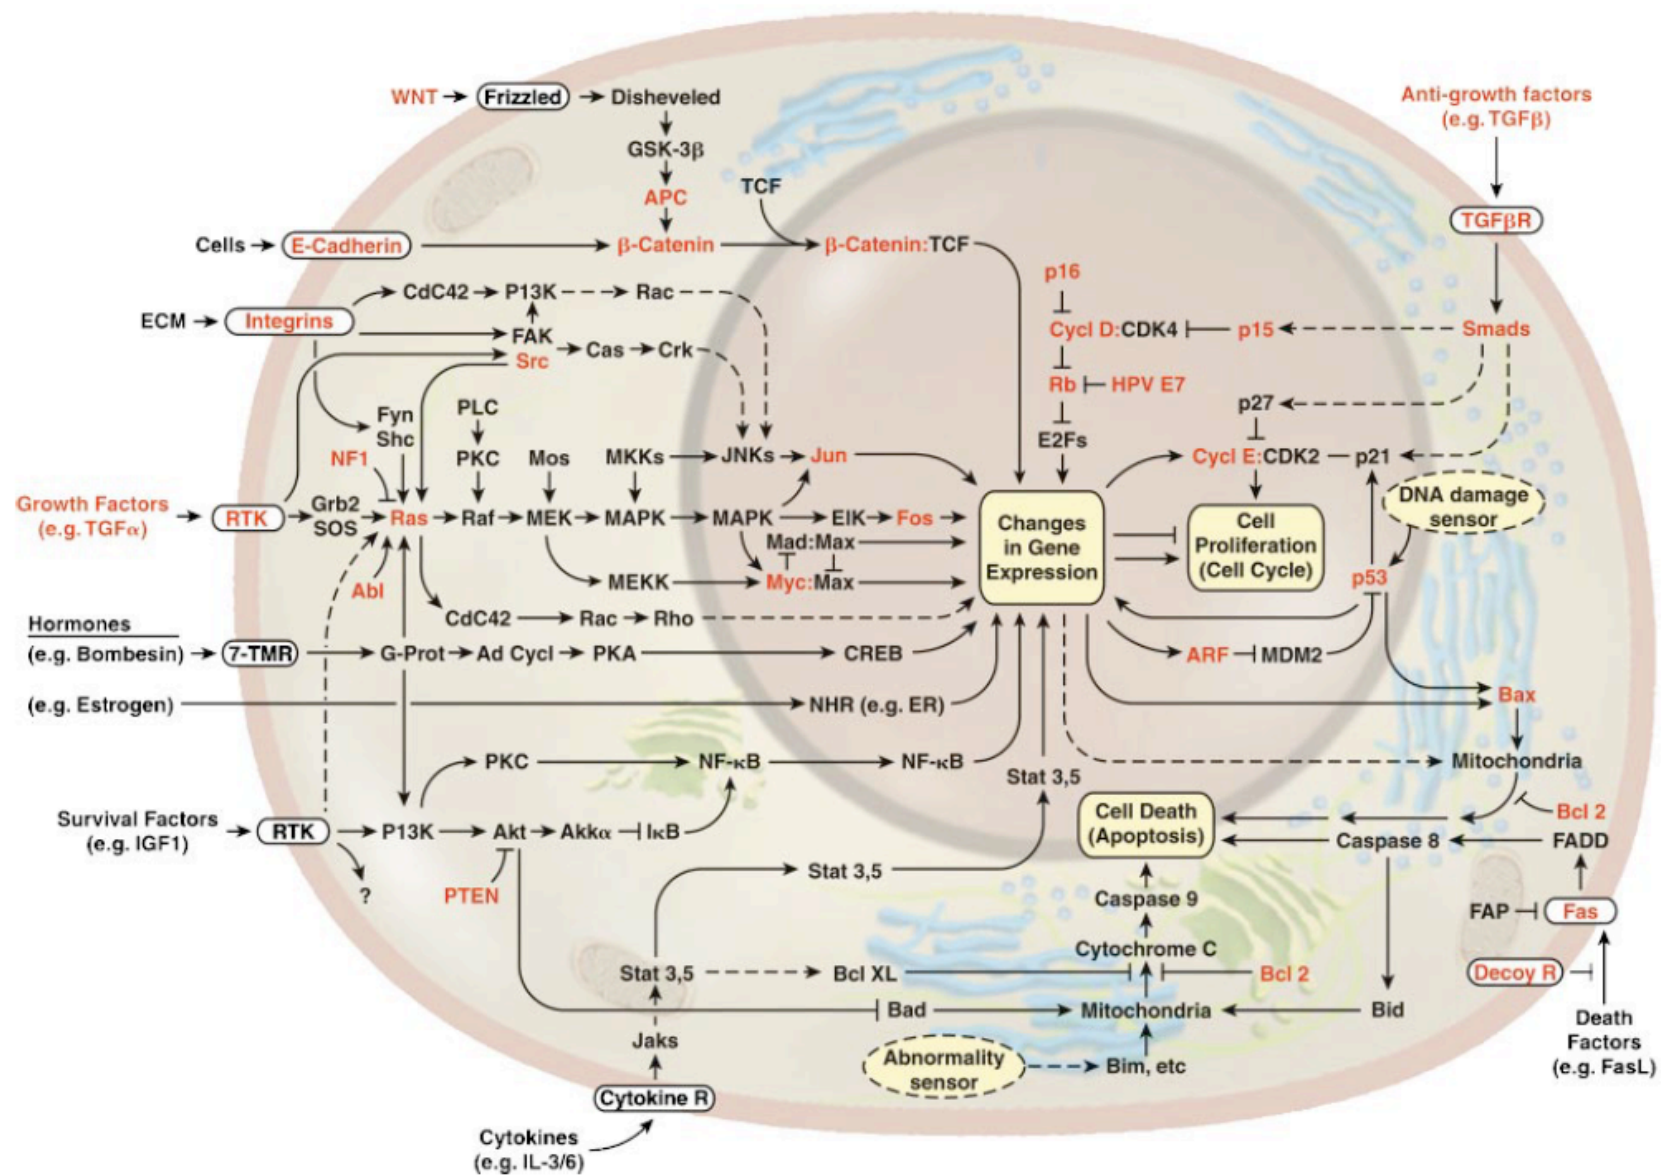 WNT
Frizzled
Disheveled
GSK-3β
APC
TCF
Cells
E-Cadherin
β-Catenin
β-Catenin:TCF
Anti-growth factors
(e.g. TGFβ)
TGFβR
Smads
p16
Cycl D:CDK4
p15
Rb
HPV E7
E2Fs
p27
Cycl E:CDK2
p21
DNA damage
sensor
ECM
Integrins
CdC42
P13K
Rac
FAK
Src
Cas
Crk
Fyn
Shc
NF1
PLC
PKC
Mos
MKKs
JNKs
Jun
Growth Factors
(e.g. TGFα)
RTK
Grb2
SOS
Ras
Raf
MEK
MAPK
MAPK
ElK
Fos
Mad:Max
Abl
MEKK
Myc:Max
CdC42
Rac
Rho
Changes
in Gene
Expression
Cell
Proliferation
(Cell Cycle)
p53
ARF
MDM2
Bax
Hormones
(e.g. Bombesin)
7-TMR
G-Prot
Ad Cycl
PKA
CREB
(e.g. Estrogen)
NHR (e.g. ER)
PKC
NF-κB
NF-κB
Stat 3,5
Mitochondria
Survival Factors
(e.g. IGF1)
RTK
P13K
Akt
Akkα
IκB
?
PTEN
Cell Death
(Apoptosis)
Bcl 2
Caspase 8
FADD
Stat 3,5
Caspase 9
FAP
Fas
Cytochrome C
Stat 3,5
Bcl XL
Bcl 2
Decoy R
Bad
Mitochondria
Bid
Death
Factors
(e.g. FasL)
Jaks
Abnormality
sensor
Bim, etc
Cytokine R
Cytokines
(e.g. IL-3/6)